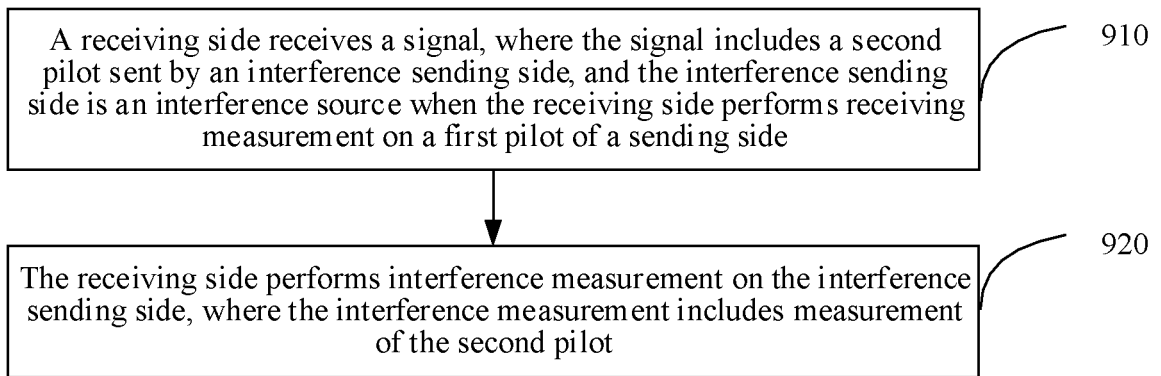 A receiving side receives a signal, where the signal includes a second
pilot sent by an interference sending side, and the interference sending
side is an interference source when the receiving side performs receiving
measurement on a first pilot of a sending side
910
The receiving side performs interference measurement on the interference
sending side, where the interference measurement includes measurement
of the second pilot
920